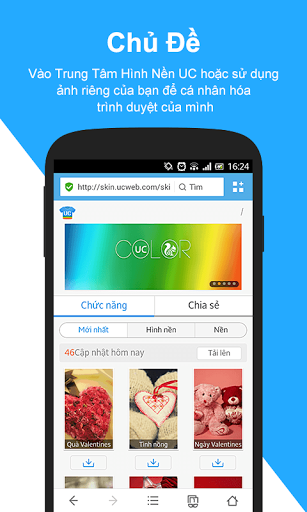 Chủ Đề
Vào Trung Tâm Hình Nền UC hoặc sử dụng
ảnh riêng của bạn để cá nhân hóa
trình duyệt của mình
16:24
http://skin.ucweb.com/ski Tìm
UC
COLOR
Chức năng Chia sẻ
Mới nhất Hình nền Nền
46Cập nhật hôm nay Tải lên
Quà Valentines Tình nồng Ngày Valentines